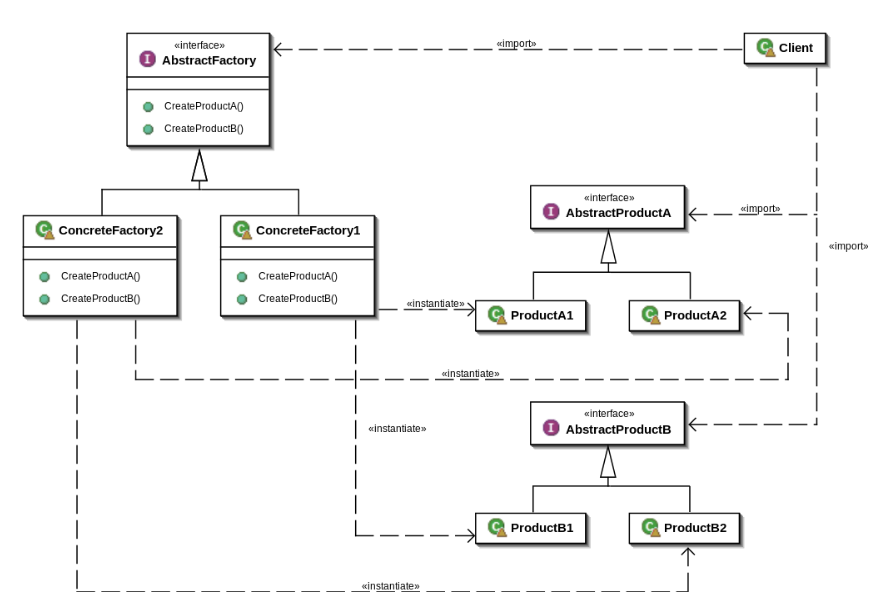 «interface»
I AbstractFactory
CreateProductA()
CreateProductB()
«import»
C Client
C ConcreteFactory2
CreateProductA()
CreateProductB()
C ConcreteFactory1
CreateProductA()
CreateProductB()
«interface»
I AbstractProductA
«import»
«import»
«instantiate»
C ProductA1
C ProductA2
«instantiate»
«interface»
I AbstractProductB
«instantiate»
C ProductB1
C ProductB2
«instantiate»